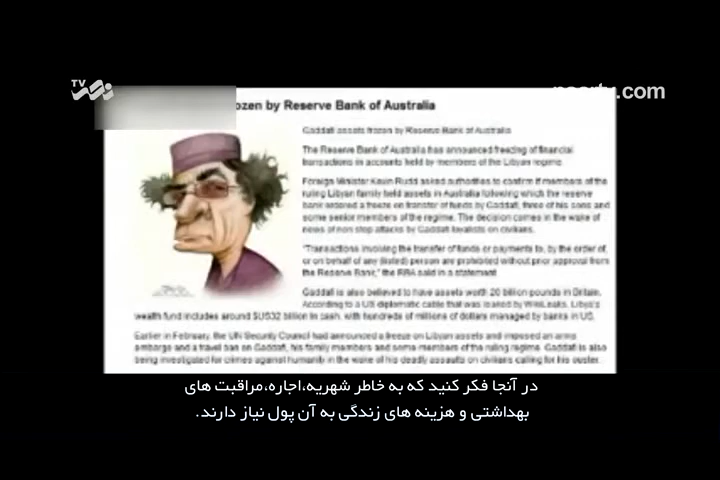 TV
noortv.com
ozen by Reserve Bank of Australia
Gaddafi assets frozen by Reserve Bank of Australia
The Reserve Bank of Australia has announced freezing of financial
transactions in accounts held by members of the Libyan regime.
Foreign Minister Kevin Rudd asked authorities to confirm if members of the
ruling Libyan family held assets in Australia following which the reserve
bank ordered a freeze on transfer of funds by Gaddafi, three of his sons and
some senior members of the regime. The decision comes in the wake of
news of non stop attacks by Gaddafi loyalists on civilians.
"Transactions involving the transfer of funds or payments to, by the order of,
or on behalf of any (listed) person are prohibited without prior approval from
the Reserve Bank," the RBA said in a statement
Gaddafi is also believed to have assets worth 20 billion pounds in Britain.
According to a US diplomatic cable that was leaked by WikiLeaks, Libya's
wealth fund includes around $US32 billion in cash, with hundreds of millions of dollars managed by banks in US.
Earlier in February, the UN Security Council had announced a freeze on Libyan assets and imposed an arms
embargo and a travel ban on Gaddafi, his family members and some members of the ruling regime. Gaddafi is also
being investigated for crimes against humanity in the wake of his deadly assaults on civilians calling for his ouster.
در آنجا فکر کنید که به خاطر شهریه،اجاره،مراقبت های
بهداشتی و هزینه های زندگی به آن پول نیاز دارند.